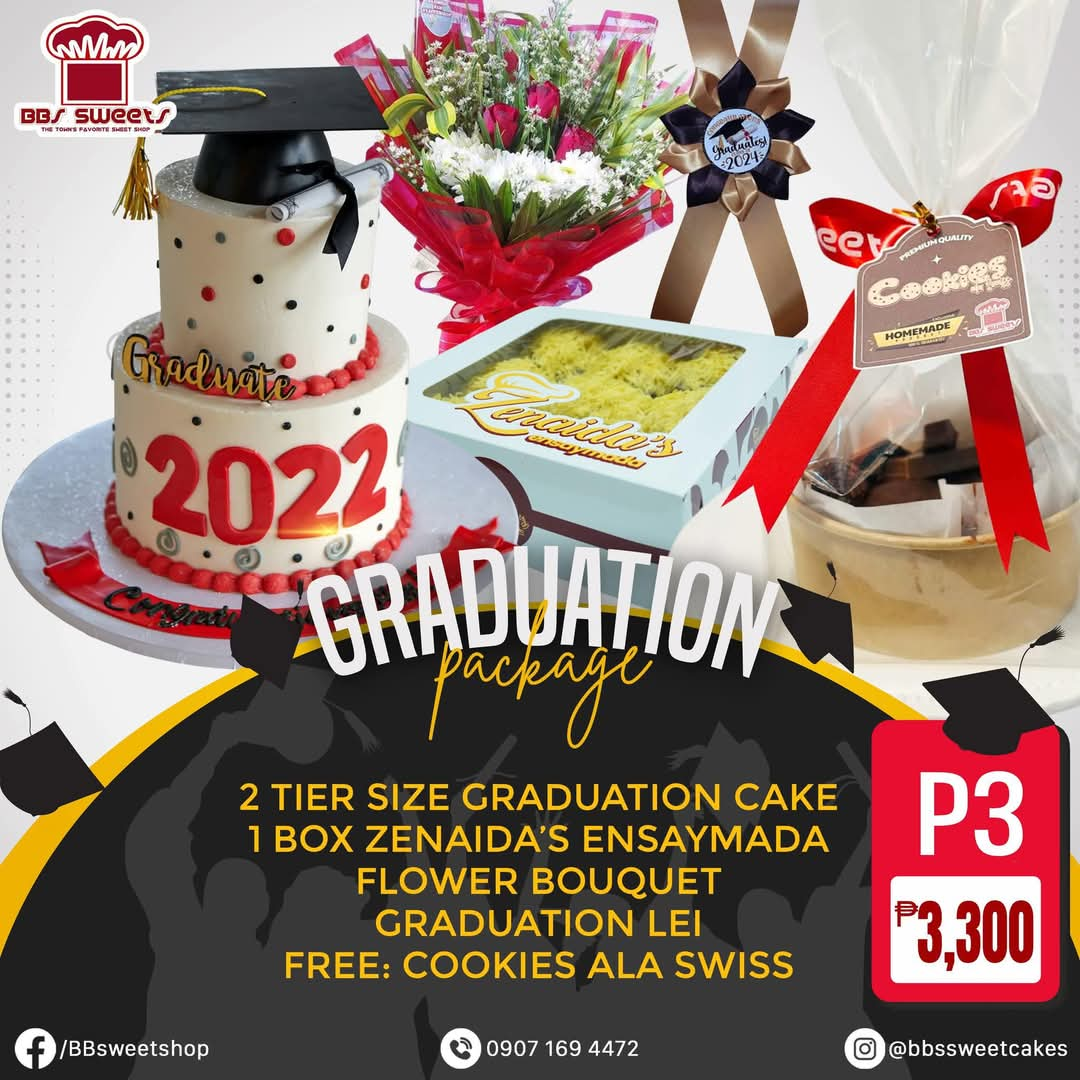 BBS SWEETS
THE TOWN'S FAVORITE SWEET SHOP
Graduates!
2024
PREMIUM QUALITY
Cookies
HOMEMADE
BBS SWEETS
Graduate
2022
Zenaida's
ensaymada
GRADUATION
package
2 TIER SIZE GRADUATION CAKE
1 BOX ZENAIDA'S ENSAYMADA
FLOWER BOUQUET
GRADUATION LEI
FREE: COOKIES ALA SWISS
P3
₱3,300
/BBsweetshop
0907 169 4472
@bbssweetcakes